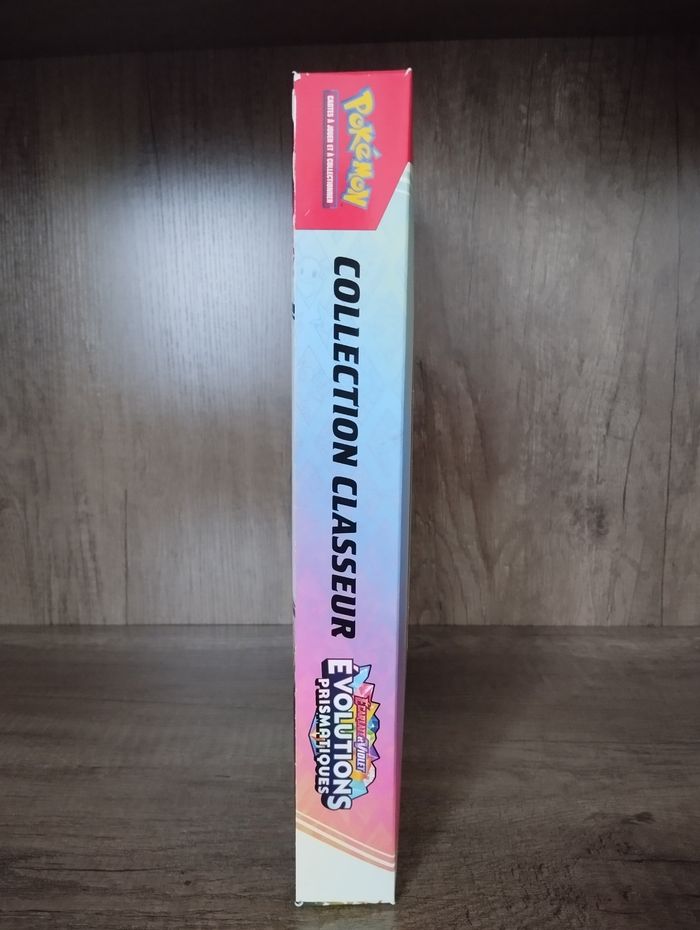 POKÉMON
CARTES À JOUER ET À COLLECTIONNER
COLLECTION CLASSEUR
ÉCARLATE ET VIOLET
ÉVOLUTIONS
PRISMATIQUES